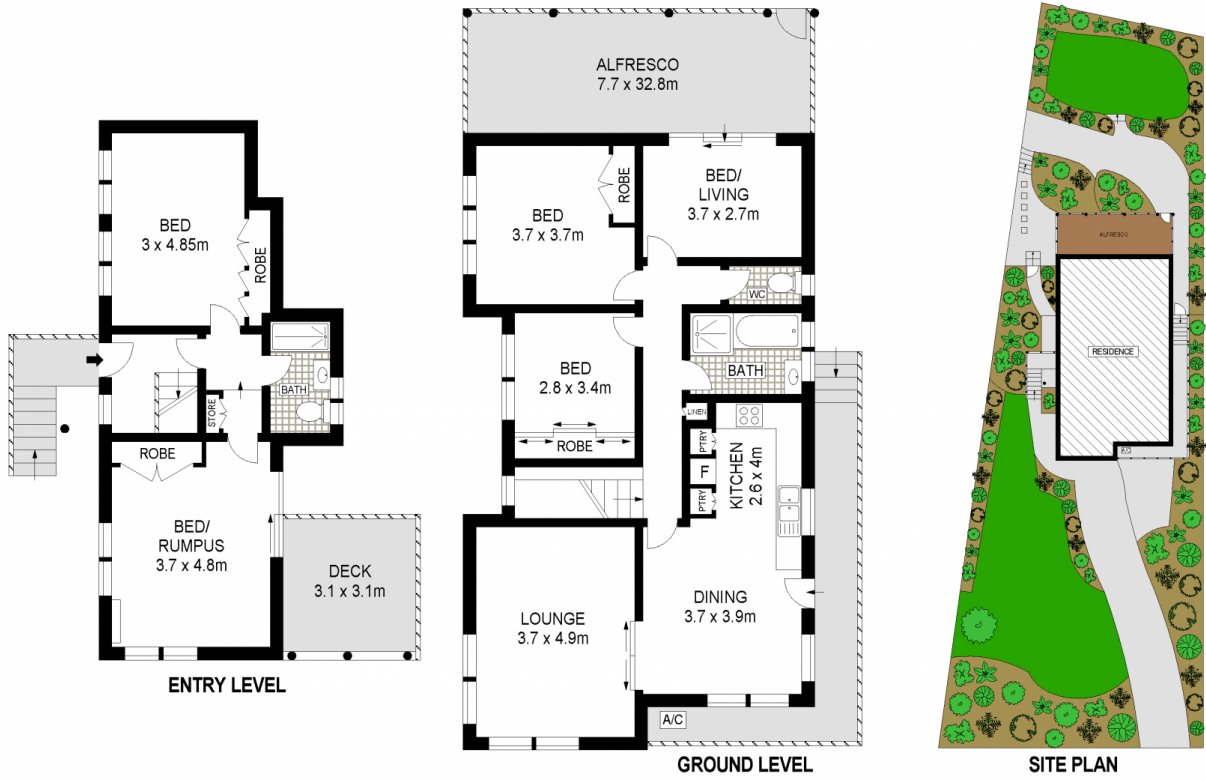 BED
3 x 4.85m
ROBE
BATH
STORE
ROBE
BED/
RUMPUS
3.7 x 4.8m
DECK
3.1 x 3.1m
ENTRY LEVEL
ALFRESCO
7.7 x 32.8m
BED
3.7 x 3.7m
ROBE
BED/
LIVING
3.7 x 2.7m
WC
BED
2.8 x 3.4m
ROBE
BATH
LINEN
PTRY
F
PTRY
KITCHEN
2.6 x 4m
DINING
3.7 x 3.9m
LOUNGE
3.7 x 4.9m
A/C
GROUND LEVEL
ALFRESCO
RESIDENCE
A/C
SITE PLAN